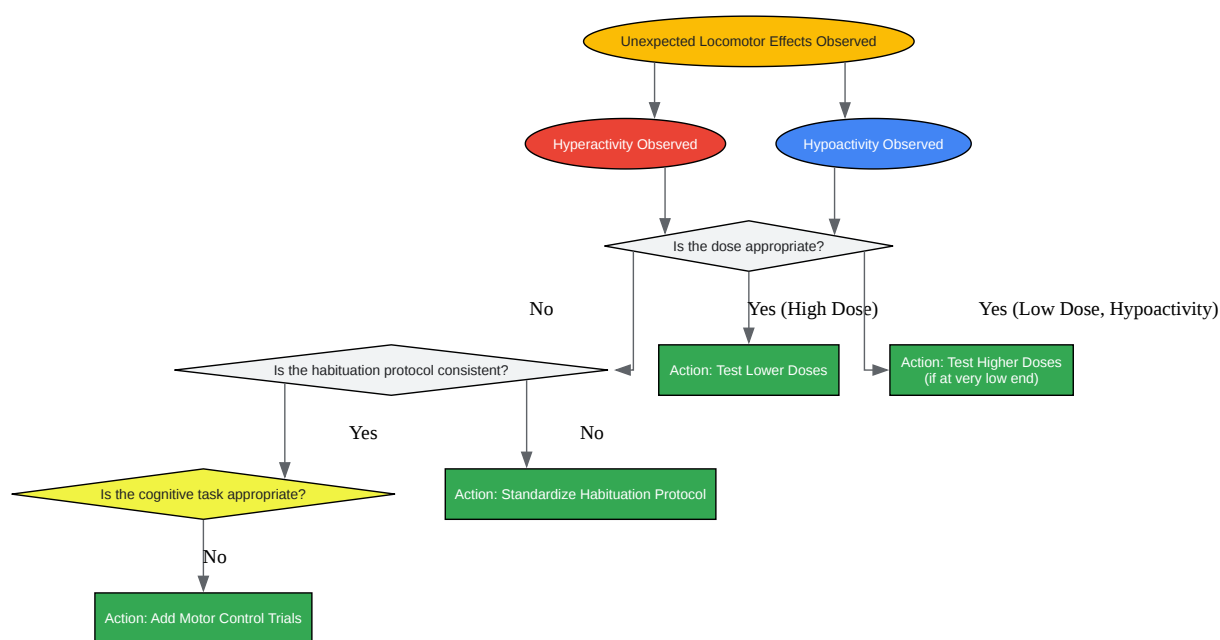 Unexpected Locomotor Effects Observed
Hyperactivity Observed
Hypoactivity Observed
Is the dose appropriate?
No
Yes (High Dose)
Yes (Low Dose, Hypoactivity)
Is the habituation protocol consistent?
Action: Test Lower Doses
Action: Test Higher Doses
(if at very low end)
Yes
No
Is the cognitive task appropriate?
Action: Standardize Habituation Protocol
No
Action: Add Motor Control Trials